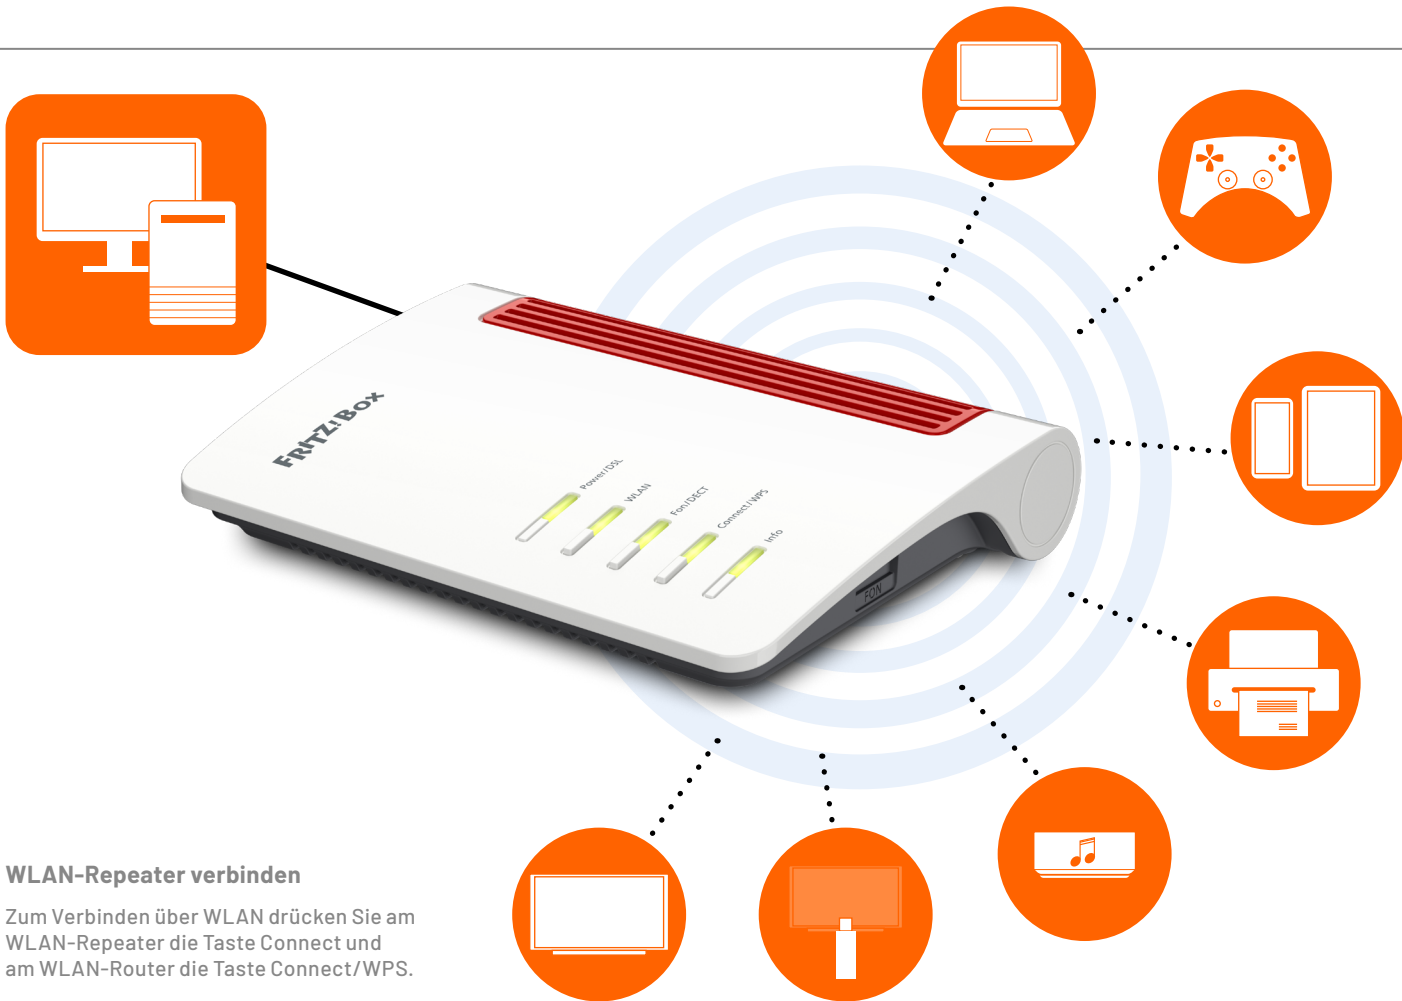 FRITZ!BOX
Power/DSL
WLAN
Fon/DECT
Connect/WPS
Info
FON
WLAN-Repeater verbinden
Zum Verbinden über WLAN drücken Sie am
WLAN-Repeater die Taste Connect und
am WLAN-Router die Taste Connect/WPS.